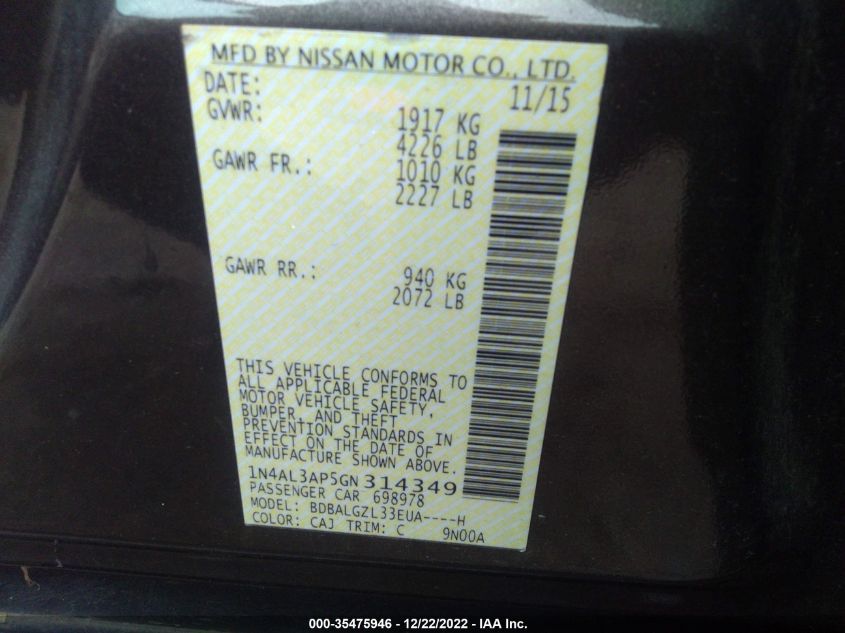 MFD BY NISSAN MOTOR CO., LTD.
DATE: 11/15
GVWR: 1917 KG
4226 LB
GAWR FR.: 1010 KG
2227 LB
GAWR RR.: 940 KG
2072 LB
THIS VEHICLE CONFORMS TO
ALL APPLICABLE FEDERAL
MOTOR VEHICLE SAFETY,
BUMPER, AND THEFT
PREVENTION STANDARDS IN
EFFECT ON THE DATE OF
MANUFACTURE SHOWN ABOVE.
1N4AL3AP5GN314349
PASSENGER CAR 698978
MODEL: BDBALGZL33EUA----H
COLOR: CAJ TRIM: C 9N00A
000-35475946 - 12/22/2022 - IAA Inc.